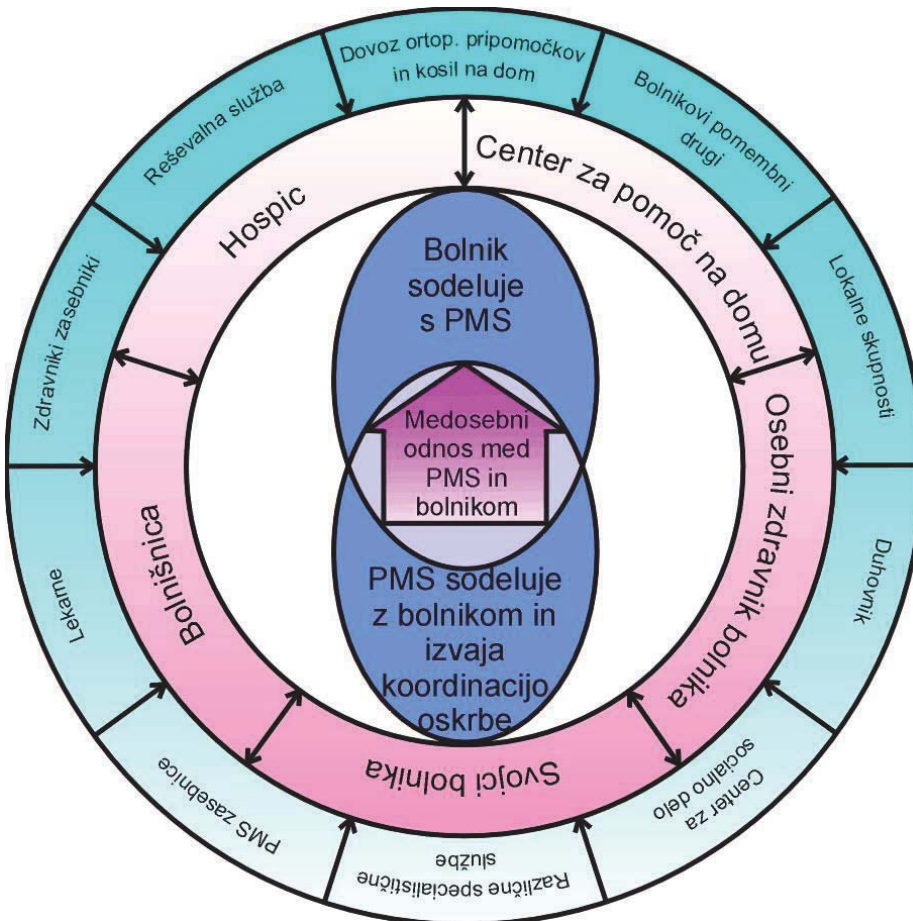 Dovoz ortop. pripomočkov
in kosil na dom
Bolnikovi pomembni
drugi
Lokalne skupnosti
Duhovnik
Center za
socialno delo
Različne specialistične
službe
PMS zasebnice
Lekarne
Zdravniki zasebniki
Reševalna služba
Hospic
Center za pomoč na domu
Osebni zdravnik bolnika
Svojci bolnika
Bolnišnica
Bolnik
sodeluje
s PMS
Medosebni
odnos med
PMS in
bolnikom
PMS sodeluje
z bolnikom in
izvaja
koordinacijo
oskrbe